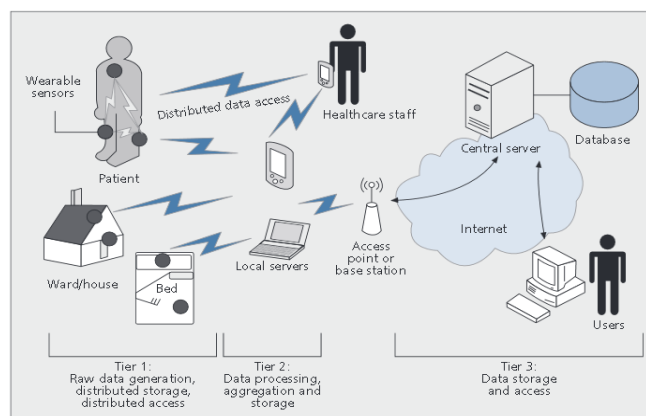 Wearable
sensors
Patient
Distributed data access
Healthcare staff
Central server
Database
Ward/house
Bed
Local servers
Access
point or
base station
Internet
Users
Tier 1:
Raw data generation,
distributed storage,
distributed access
Tier 2:
Data processing,
aggregation and
storage
Tier 3:
Data storage
and access